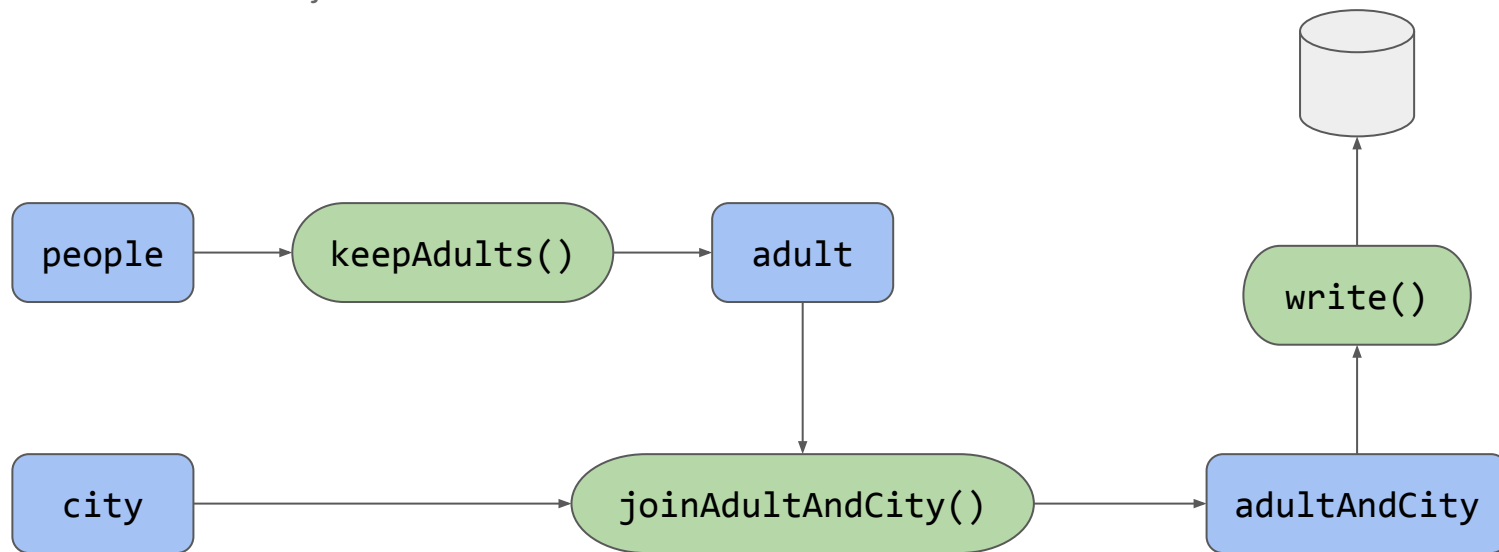 people
keepAdults()
adult
write()
city
joinAdultAndCity()
adultAndCity